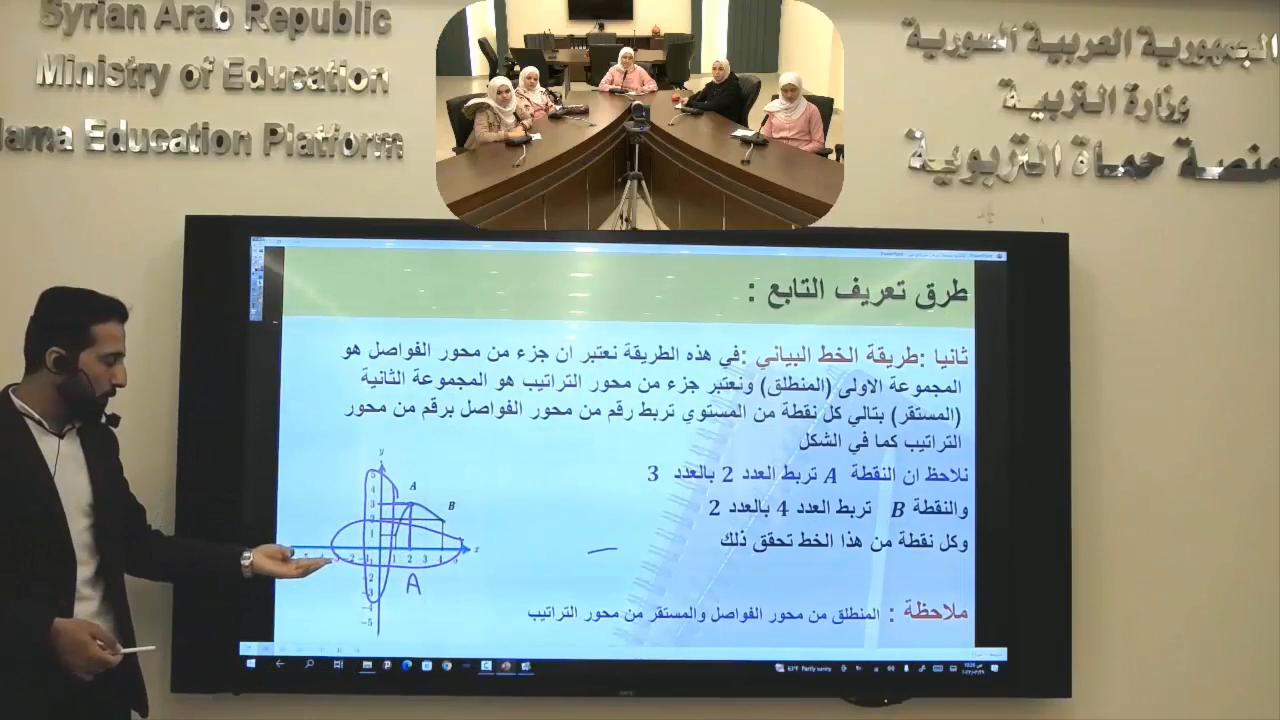 Syrian Arab Republic
Ministry of Education
Hama Education Platform
الجمهورية العربية السورية
وزارة التربية
منصة حماة التربوية
طرق تعريف التابع :
ثانيا :طريقة الخط البياني :في هذه الطريقة نعتبر ان جزء من محور الفواصل هو
المجموعة الاولى (المنطلق) ونعتبر جزء من محور التراتيب هو المجموعة الثانية
(المستقر) بتالي كل نقطة من المستوي تربط رقم من محور الفواصل برقم من محور
التراتيب كما في الشكل
نلاحظ ان النقطة A تربط العدد 2 بالعدد 3
والنقطة B تربط العدد 4 بالعدد 2
وكل نقطة من هذا الخط تحقق ذلك
y
A
B
x
A
ملاحظة : المنطلق من محور الفواصل والمستقر من محور التراتيب
63°F Partly sunny